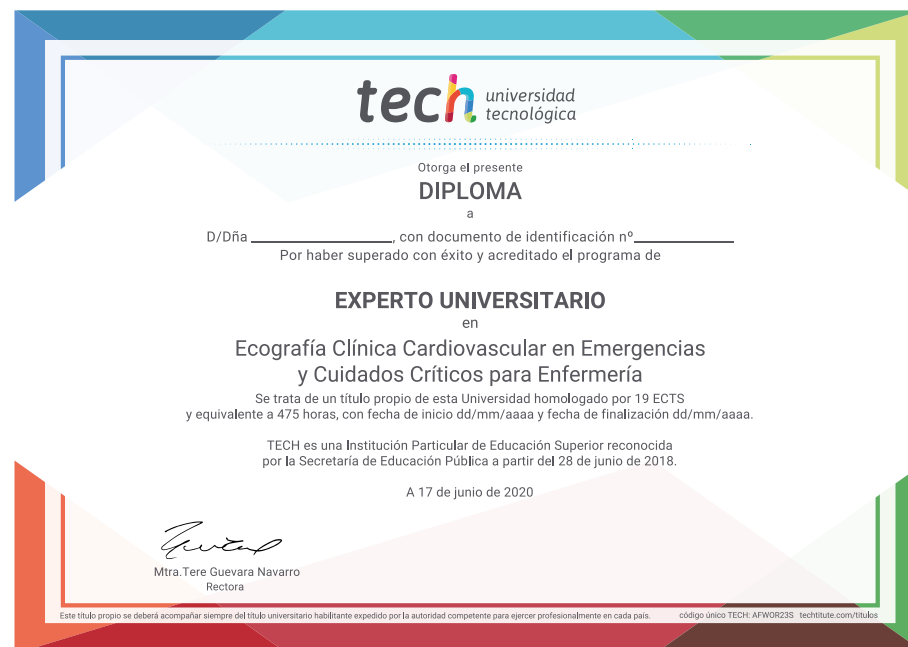 tech universidad
tecnológica
Otorga el presente
DIPLOMA
a
D/Dña , con documento de identificación nº
Por haber superado con éxito y acreditado el programa de
EXPERTO UNIVERSITARIO
en
Ecografía Clínica Cardiovascular en Emergencias
y Cuidados Críticos para Enfermería
Se trata de un título propio de esta Universidad homologado por 19 ECTS
y equivalente a 475 horas, con fecha de inicio dd/mm/aaaa y fecha de finalización dd/mm/aaaa.
TECH es una Institución Particular de Educación Superior reconocida
por la Secretaría de Educación Pública a partir del 28 de junio de 2018.
A 17 de junio de 2020
Mtra.Tere Guevara Navarro
Rectora
Este título propio se deberá acompañar siempre del título universitario habilitante expedido por la autoridad competente para ejercer profesionalmente en cada país. código único TECH: AFWOR23S techtitute.com/titulos